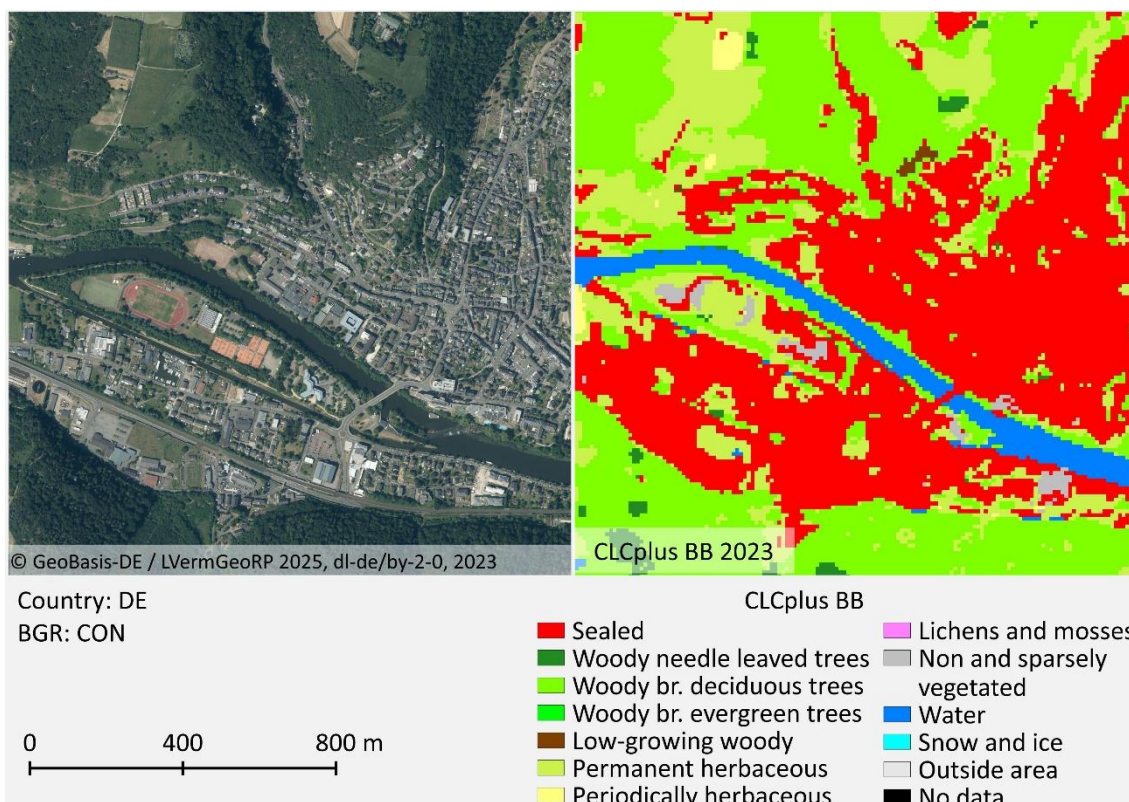 © GeoBasis-DE / LVermGeoRP 2025, dl-de/by-2-0, 2023
CLCplus BB 2023
Country: DE
BGR: CON
0 400 800 m
CLCplus BB
Sealed
Woody needle leaved trees
Woody br. deciduous trees
Woody br. evergreen trees
Low-growing woody
Permanent herbaceous
Periodically herbaceous
Lichens and mosses
Non and sparsely
vegetated
Water
Snow and ice
Outside area
No data